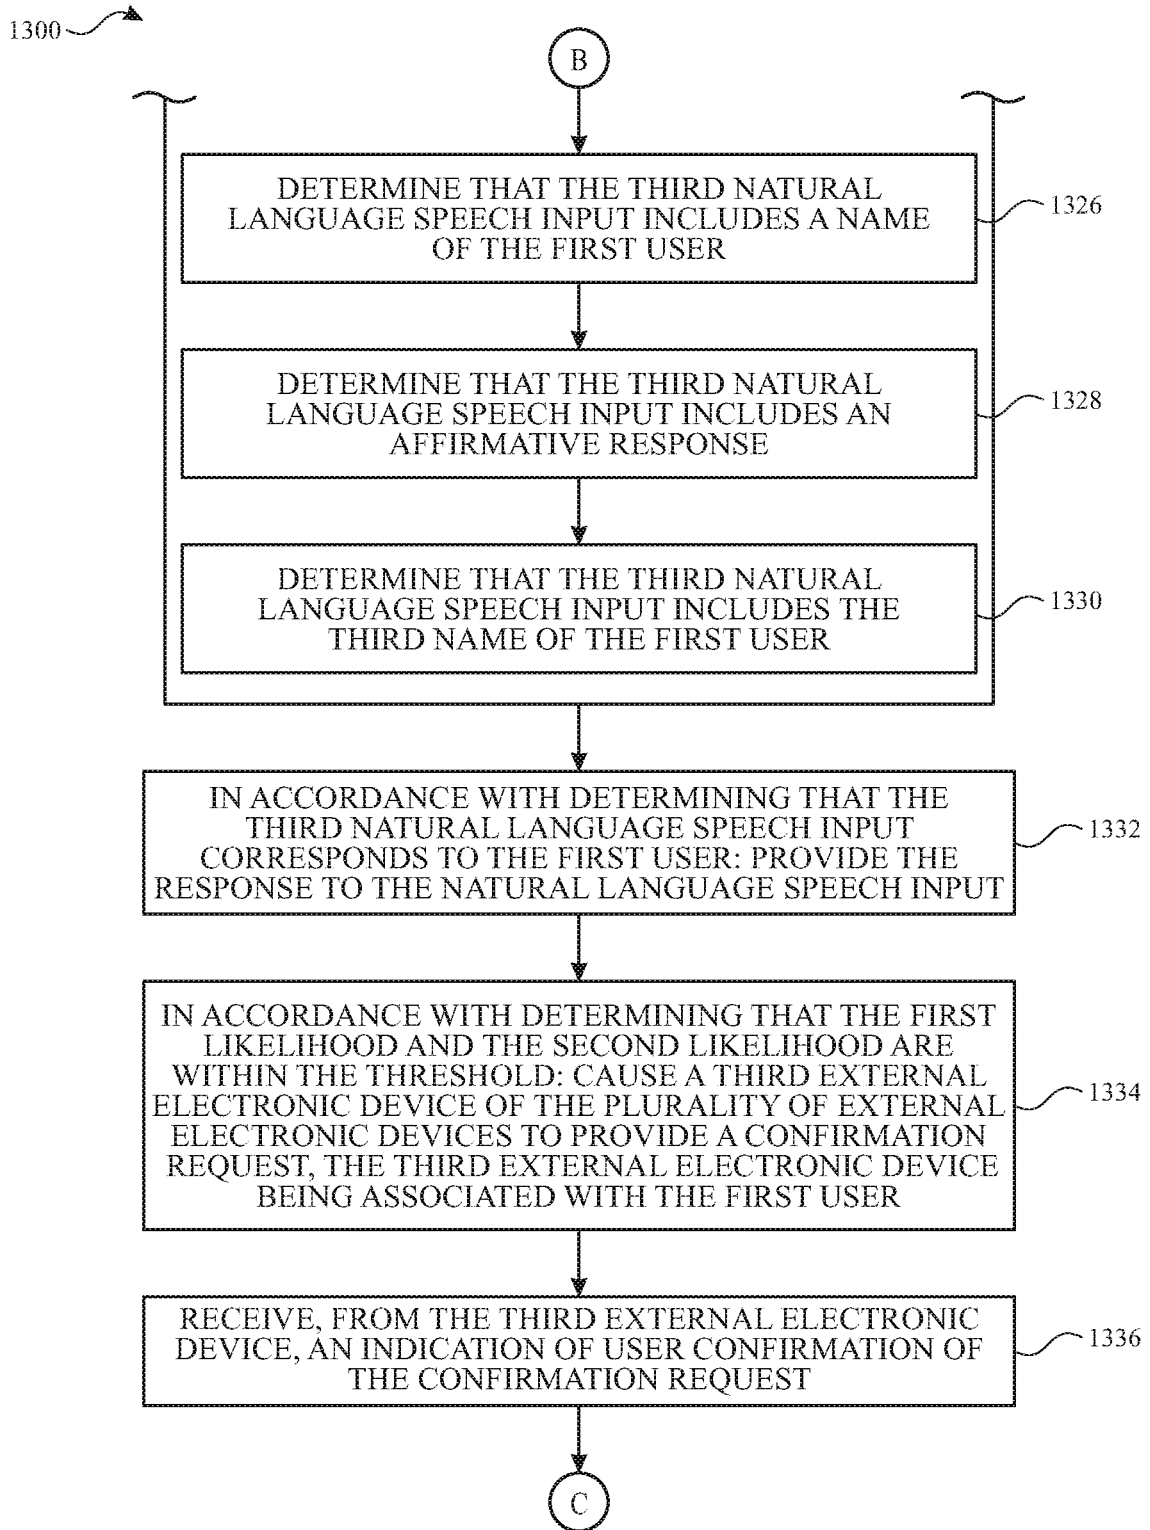 1300
B
DETERMINE THAT THE THIRD NATURAL
LANGUAGE SPEECH INPUT INCLUDES A NAME
OF THE FIRST USER
1326
DETERMINE THAT THE THIRD NATURAL
LANGUAGE SPEECH INPUT INCLUDES AN
AFFIRMATIVE RESPONSE
1328
DETERMINE THAT THE THIRD NATURAL
LANGUAGE SPEECH INPUT INCLUDES THE
THIRD NAME OF THE FIRST USER
1330
IN ACCORDANCE WITH DETERMINING THAT THE
THIRD NATURAL LANGUAGE SPEECH INPUT
CORRESPONDS TO THE FIRST USER: PROVIDE THE
RESPONSE TO THE NATURAL LANGUAGE SPEECH INPUT
1332
IN ACCORDANCE WITH DETERMINING THAT THE FIRST
LIKELIHOOD AND THE SECOND LIKELIHOOD ARE
WITHIN THE THRESHOLD: CAUSE A THIRD EXTERNAL
ELECTRONIC DEVICE OF THE PLURALITY OF EXTERNAL
ELECTRONIC DEVICES TO PROVIDE A CONFIRMATION
REQUEST, THE THIRD EXTERNAL ELECTRONIC DEVICE
BEING ASSOCIATED WITH THE FIRST USER
1334
RECEIVE, FROM THE THIRD EXTERNAL ELECTRONIC
DEVICE, AN INDICATION OF USER CONFIRMATION OF
THE CONFIRMATION REQUEST
1336
C